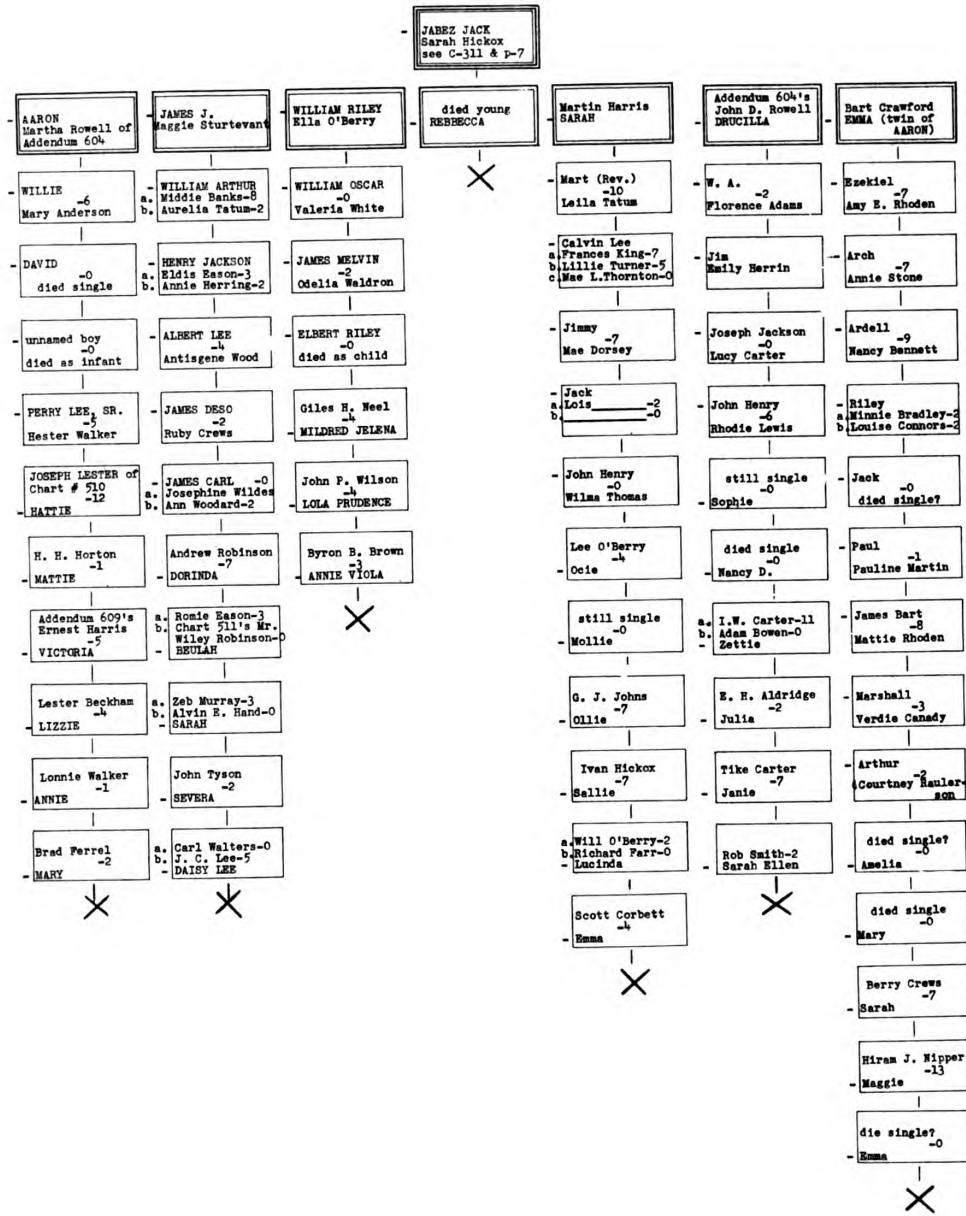 - JABEZ JACK
Sarah Hickox
see C-311 & p-7
- AARON
Martha Rowell of
Addendum 604
- WILLIE
-6
Mary Anderson
- DAVID
-0
died single
- unnamed boy
-0
died as infant
- PERRY LEE, SR.
-5
Hester Walker
JOSEPH LESTER of
Chart # 510
-12
- HATTIE
H. H. Horton
-1
- MATTIE
Addendum 609's
Ernest Harris
-5
- VICTORIA
Lester Beckham
-4
- LIZZIE
Lonnie Walker
-1
- ANNIE
Brad Ferrel
-2
- MARY
- JAMES J.
Maggie Sturtevant
- WILLIAM ARTHUR
a. Middie Banks-8
b. Aurelia Tatum-2
- HENRY JACKSON
a. Eldis Eason-3
b. Annie Herring-2
- ALBERT LEE
-4
Antisgene Wood
- JAMES DESO
-2
Ruby Crews
- JAMES CARL -0
a. Josephine Wildes
b. Ann Woodard-2
Andrew Robinson
-7
- DORINDA
a. Romie Eason-3
b. Chart 511's Mr.
Wiley Robinson-0
- BEULAH
a. Zeb Murray-3
b. Alvin E. Hand-0
- SARAH
John Tyson
-2
- SEVERA
a. Carl Walters-0
b. J. C. Lee-5
- DAISY LEE
- WILLIAM RILEY
Ella O'Berry
- WILLIAM OSCAR
-0
Valeria White
- JAMES MELVIN
-2
Odelia Waldron
- ELBERT RILEY
-0
died as child
Giles H. Neel
-4
- MILDRED JELENA
John P. Wilson
-4
- LOLA PRUDENCE
Byron B. Brown
-3
- ANNIE VIOLA
died young
- REBBECCA
Martin Harris
- SARAH
- Mart (Rev.)
-10
Leila Tatum
- Calvin Lee
a. Frances King-7
b. Lillie Turner-5
c. Mae L.Thornton-0
- Jimmy
-7
Mae Dorsey
- Jack
a. Lois________-2
b. ________-0
- John Henry
-0
Wilma Thomas
Lee O'Berry
-4
- Ocie
still single
-0
- Mollie
G. J. Johns
-7
- Ollie
Ivan Hickox
-7
- Sallie
a. Will O'Berry-2
b. Richard Farr-0
- Lucinda
Scott Corbett
-4
- Emma
Addendum 604's
John D. Rowell
- DRUCILLA
- W. A.
-2
Florence Adams
- Jim
Emily Herrin
- Joseph Jackson
-0
Lucy Carter
- John Henry
-6
Rhodie Lewis
still single
-0
- Sophie
died single
-0
- Nancy D.
a. I.W. Carter-11
b. Adam Bowen-0
- Zettie
E. H. Aldridge
-2
- Julia
Tike Carter
-7
- Janie
Rob Smith-2
- Sarah Ellen
Bart Crawford
- EMMA (twin of
AARON)
- Ezekiel
-7
Amy E. Rhoden
- Arch
-7
Annie Stone
- Ardell
-9
Nancy Bennett
- Riley
a. Minnie Bradley-2
b. Louise Connors-2
- Jack
-0
died single?
- Paul
-1
Pauline Martin
- James Bart
-8
Mattie Rhoden
- Marshall
-3
Verdie Canady
- Arthur
-2
Courtney Rauler-
son
died single?
-0
- Amelia
died single
-0
- Mary
Berry Crews
-7
- Sarah
Hiram J. Nipper
-13
- Maggie
die single?
-0
- Emma